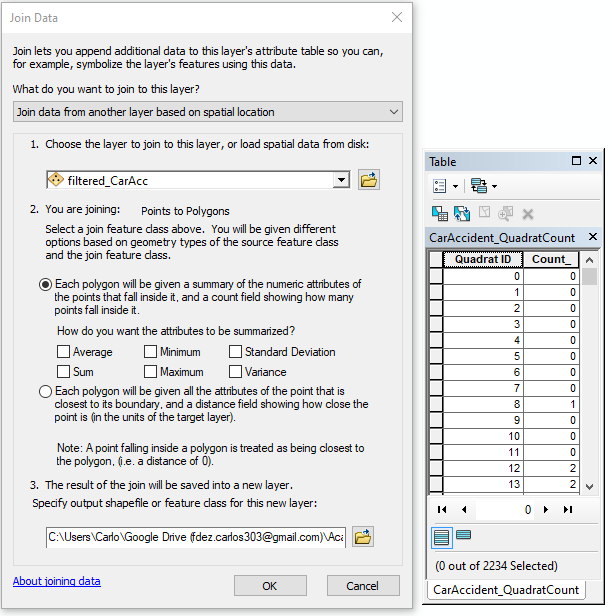 Join Data
Join lets you append additional data to this layer's attribute table so you can,
for example, symbolize the layer's features using this data.
What do you want to join to this layer?
Join data from another layer based on spatial location
1. Choose the layer to join to this layer, or load spatial data from disk:
filtered_CarAcc
2. You are joining: Points to Polygons
Select a join feature class above. You will be given different
options based on geometry types of the source feature class
and the join feature class.
Each polygon will be given a summary of the numeric attributes of
the points that fall inside it, and a count field showing how many
points fall inside it.
How do you want the attributes to be summarized?
Average Minimum Standard Deviation
Sum Maximum Variance
Each polygon will be given all the attributes of the point that is
closest to its boundary, and a distance field showing how close the
point is (in the units of the target layer).
Note: A point falling inside a polygon is treated as being closest to
the polygon, (i.e. a distance of 0).
3. The result of the join will be saved into a new layer.
Specify output shapefile or feature class for this new layer:
C:\Users\Carlo\Google Drive (fdez.carlos303@gmail.com)\Aca
About joining data
OK
Cancel
Table
CarAccident_QuadratCount
Quadrat ID Count_
0 0
1 0
2 0
3 0
4 0
5 0
6 0
7 0
8 1
9 0
10 0
11 0
12 2
13 2
0
(0 out of 2234 Selected)
CarAccident_QuadratCount